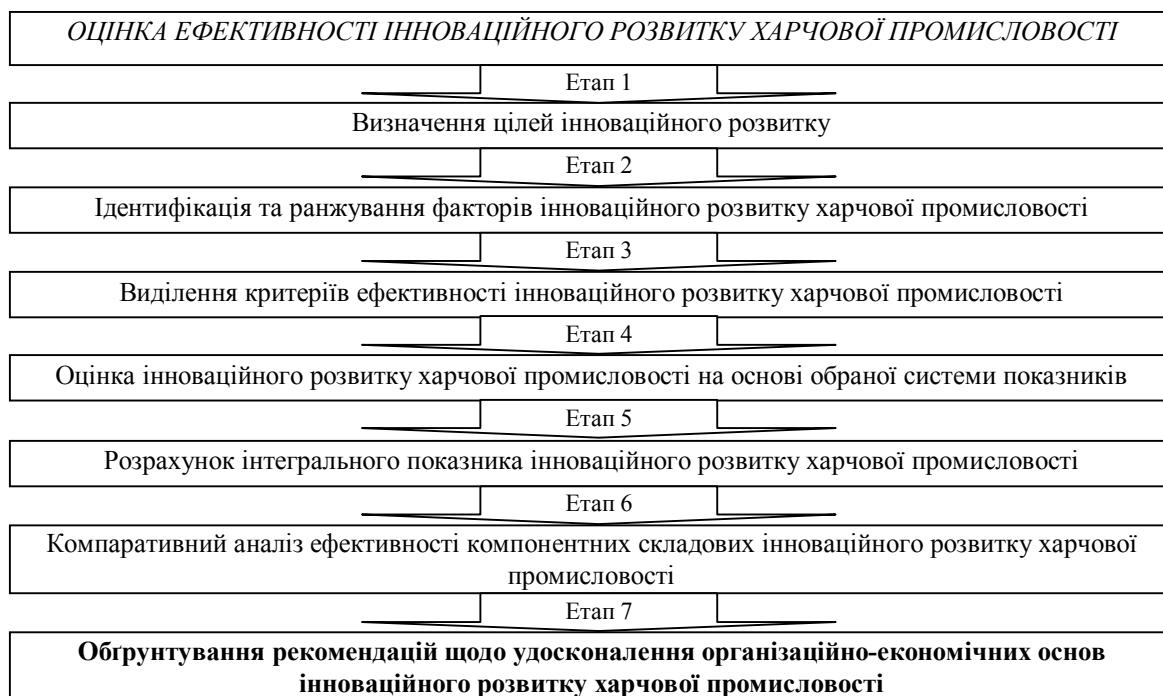 ОЦІНКА ЕФЕКТИВНОСТІ ІННОВАЦІЙНОГО РОЗВИТКУ ХАРЧОВОЇ ПРОМИСЛОВОСТІ
Етап 1
Визначення цілей інноваційного розвитку
Етап 2
Ідентифікація та ранжування факторів інноваційного розвитку харчової промисловості
Етап 3
Виділення критеріїв ефективності інноваційного розвитку харчової промисловості
Етап 4
Оцінка інноваційного розвитку харчової промисловості на основі обраної системи показників
Етап 5
Розрахунок інтегрального показника інноваційного розвитку харчової промисловості
Етап 6
Компаративний аналіз ефективності компонентних складових інноваційного розвитку харчової
промисловості
Етап 7
Обґрунтування рекомендацій щодо удосконалення організаційно-економічних основ
інноваційного розвитку харчової промисловості